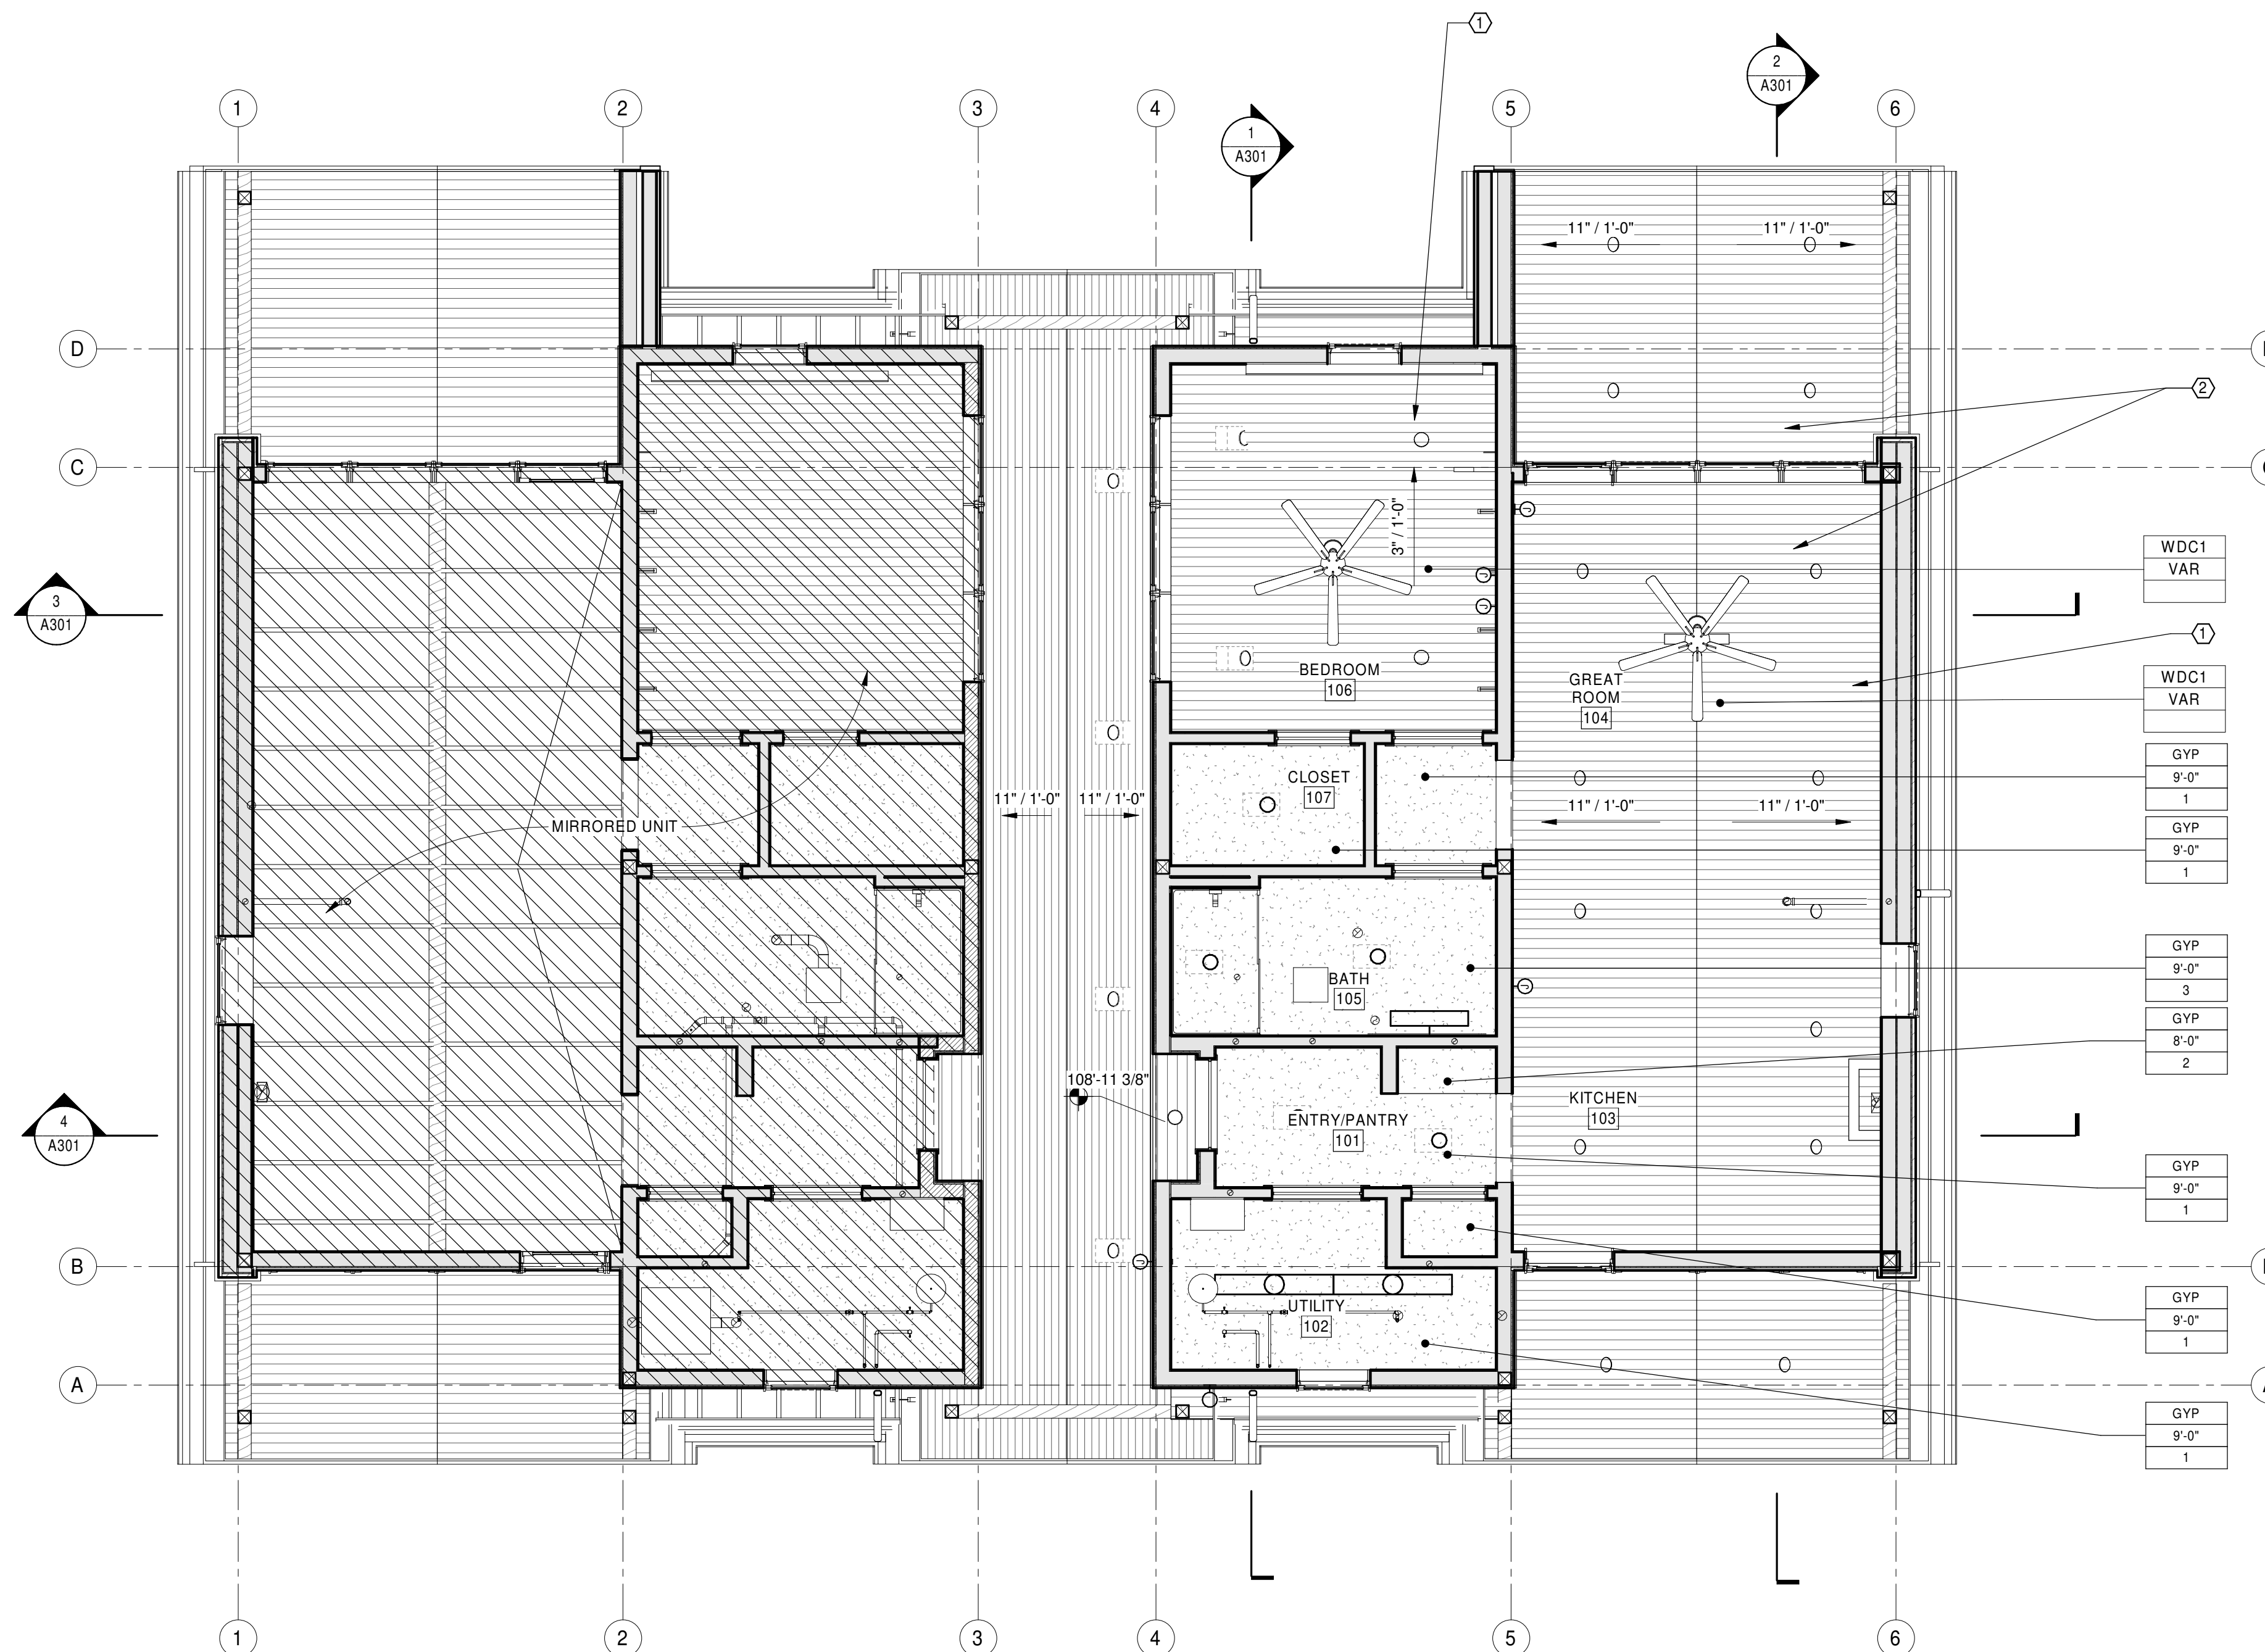 1
2
A301
1
2
3
4
1
A301
5
6
11" / 1'-0"
11" / 1'-0"
D
2
C
3" / 1'-0"
WDC1
VAR
3
A301
1
BEDROOM
106
GREAT
ROOM
104
WDC1
VAR
GYP
9'-0"
1
CLOSET
107
11" / 1'-0"
11" / 1'-0"
11" / 1'-0"
11" / 1'-0"
MIRRORED UNIT
GYP
9'-0"
1
BATH
105
GYP
9'-0"
3
GYP
8'-0"
2
108'-11 3/8"
KITCHEN
103
4
A301
ENTRY/PANTRY
101
GYP
9'-0"
1
B
UTILITY
102
GYP
9'-0"
1
A
GYP
9'-0"
1
1
2
3
4
5
6